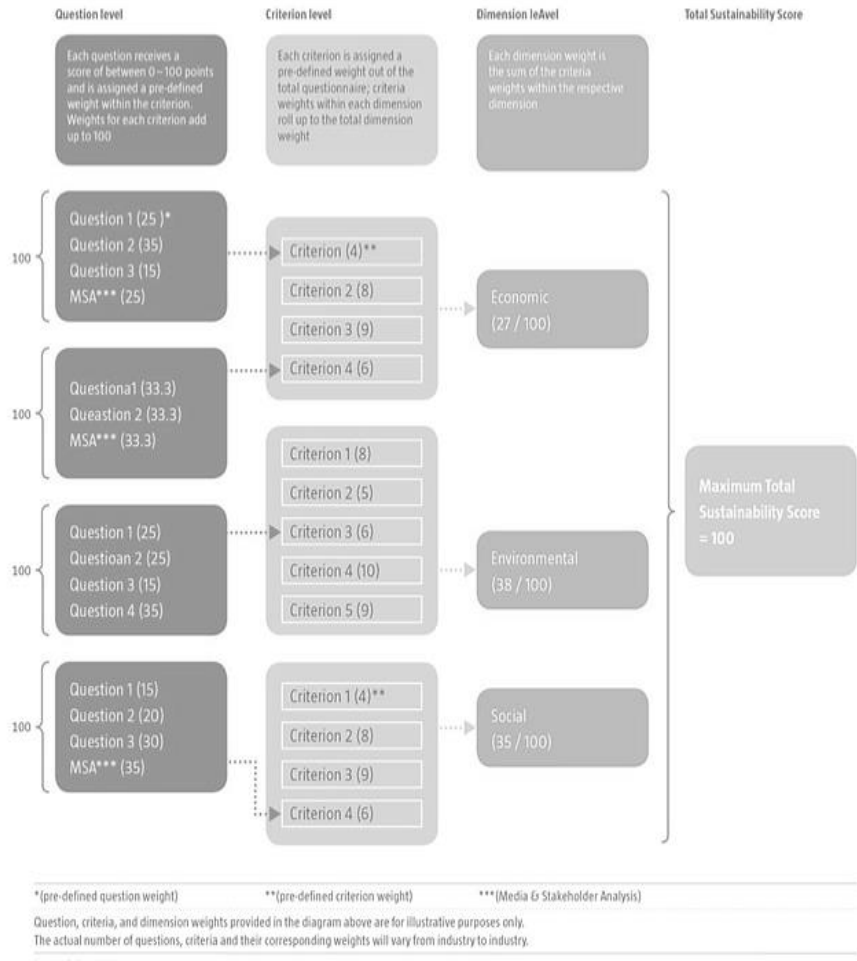 Question level
Criterion level
Dimension leAvel
Total Sustainability Score
Each question receives a
score of between 0–100 points
and is assigned a pre-defined
weight within the criterion.
Weights for each criterion add
up to 100
Each criterion is assigned a
pre-defined weight out of the
total questionnaire; criteria
weights within each dimension
roll up to the total dimension
weight
Each dimension weight is
the sum of the criteria
weights within the respective
dimension
100
Question 1 (25 )*
Question 2 (35)
Question 3 (15)
MSA*** (25)
100
Questiona1 (33.3)
Queastion 2 (33.3)
MSA*** (33.3)
100
Question 1 (25)
Questioan 2 (25)
Question 3 (15)
Question 4 (35)
100
Question 1 (15)
Question 2 (20)
Question 3 (30)
MSA*** (35)
Criterion (4)**
Criterion 2 (8)
Criterion 3 (9)
Criterion 4 (6)
Criterion 1 (8)
Criterion 2 (5)
Criterion 3 (6)
Criterion 4 (10)
Criterion 5 (9)
Criterion 1 (4)**
Criterion 2 (8)
Criterion 3 (9)
Criterion 4 (6)
Economic
(27 / 100)
Environmental
(38 / 100)
Social
(35 / 100)
Maximum Total
Sustainability Score
= 100
*(pre-defined question weight)
**(pre-defined criterion weight)
***(Media & Stakeholder Analysis)
Question, criteria, and dimension weights provided in the diagram above are for illustrative purposes only.
The actual number of questions, criteria and their corresponding weights will vary from industry to industry.